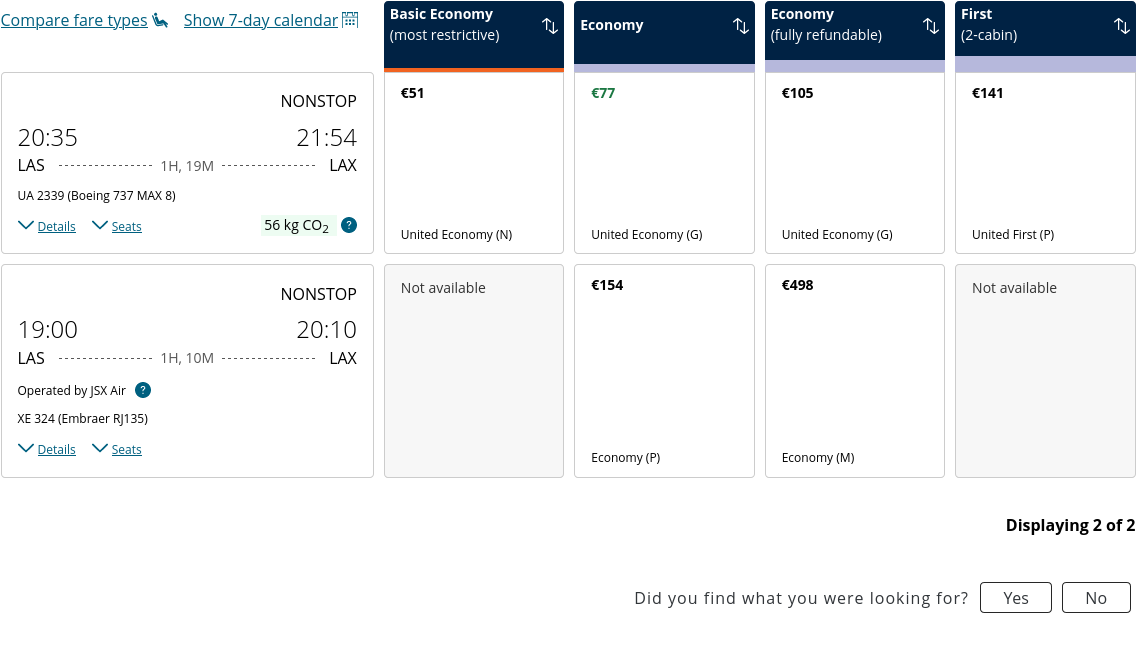 Compare fare types Show 7-day calendar
Basic Economy
(most restrictive)
Economy
Economy
(fully refundable)
First
(2-cabin)
NONSTOP
20:35 21:54
LAS 1H, 19M LAX
UA 2339 (Boeing 737 MAX 8)
Details Seats 56 kg CO2 ?
€51
United Economy (N)
€77
United Economy (G)
€105
United Economy (G)
€141
United First (P)
NONSTOP
19:00 20:10
LAS 1H, 10M LAX
Operated by JSX Air ?
XE 324 (Embraer RJ135)
Details Seats
Not available
€154
Economy (P)
€498
Economy (M)
Not available
Displaying 2 of 2
Did you find what you were looking for? Yes No